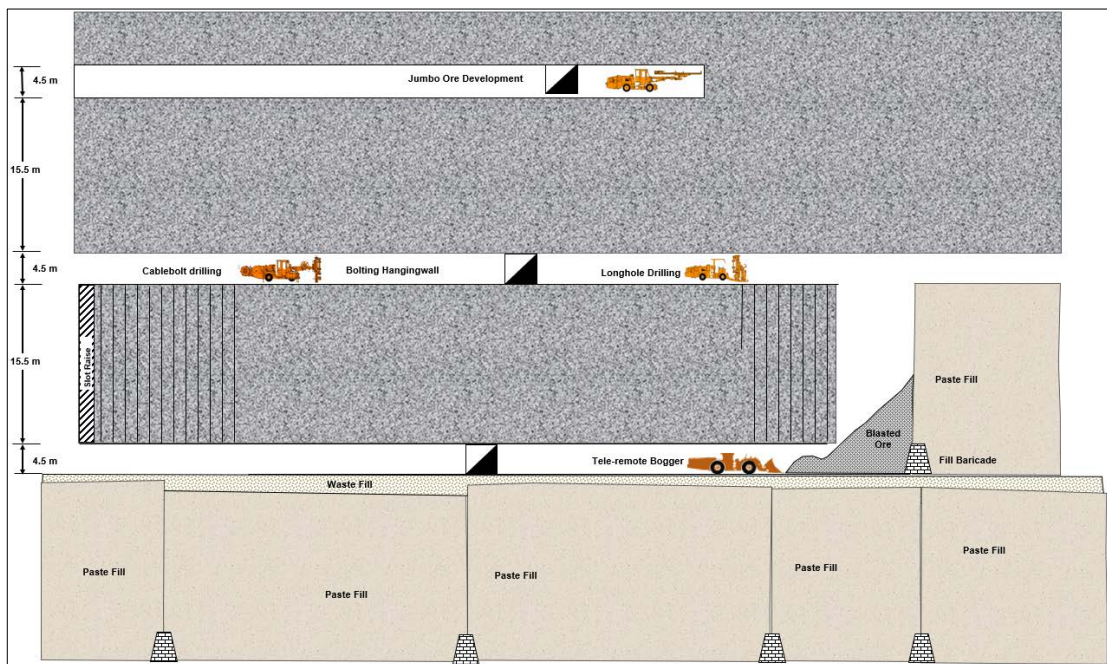 4.5 m
Jumbo Ore Development
15.5 m
4.5 m
Cablebolt drilling
Bolting Hangingwall
Longhole Drilling
15.5 m
Slot Raise
Paste Fill
Blasted
Ore
4.5 m
Tele-remote Bogger
Fill Baricade
Waste Fill
Paste Fill
Paste Fill
Paste Fill
Paste Fill
Paste Fill